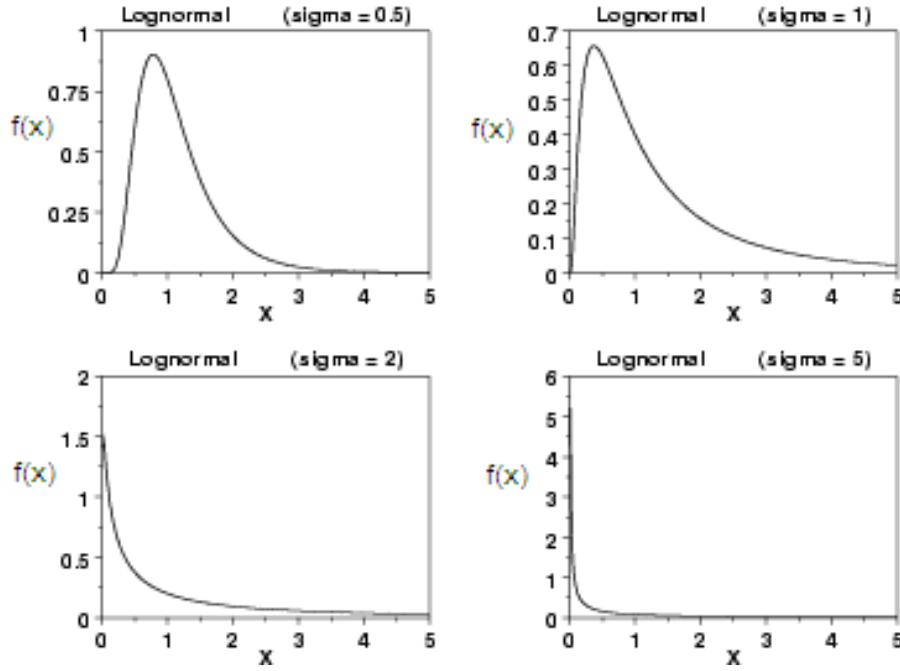 Lognormal (sigma = 0.5)
1
0.75
f(x)
0.5
0.25
0
0 1 2 3 4 5
X
Lognormal (sigma = 1)
0.7
0.6
0.5
f(x)
0.4
0.3
0.2
0.1
0
0 1 2 3 4 5
X
Lognormal (sigma = 2)
2
1.5
f(x)
1
0.5
0
0 1 2 3 4 5
X
Lognormal (sigma = 5)
6
5
4
f(x)
3
2
1
0
0 1 2 3 4 5
X